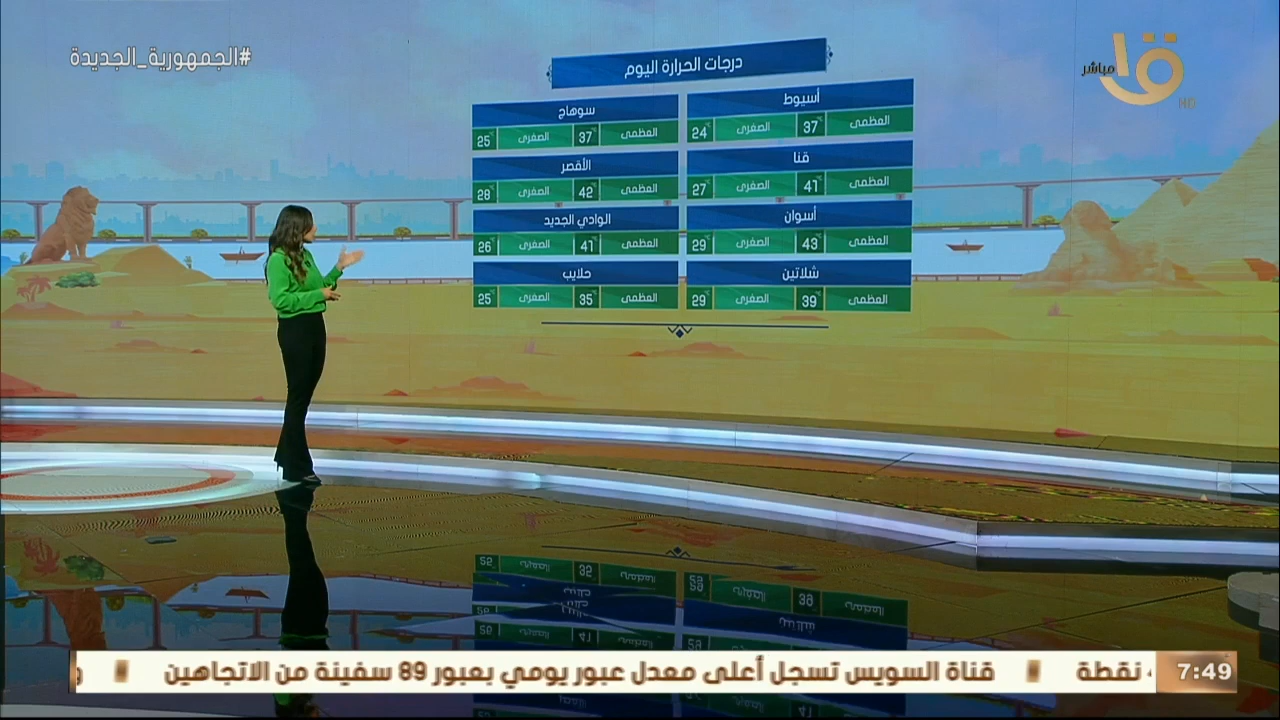 #الجمهورية_الجديدة
مباشر
HD
درجات الحرارة اليوم
أسيوط
العظمى 37 الصغرى 24
سوهاج
العظمى 37 الصغرى 25
قنا
العظمى 41 الصغرى 27
الأقصر
العظمى 42 الصغرى 28
أسوان
العظمى 43 الصغرى 29
الوادي الجديد
العظمى 41 الصغرى 26
شلاتين
العظمى 39 الصغرى 29
حلايب
العظمى 35 الصغرى 25
7:49
نقطة
قناة السويس تسجل أعلى معدل عبور يومي بعبور 89 سفينة من الاتجاهين